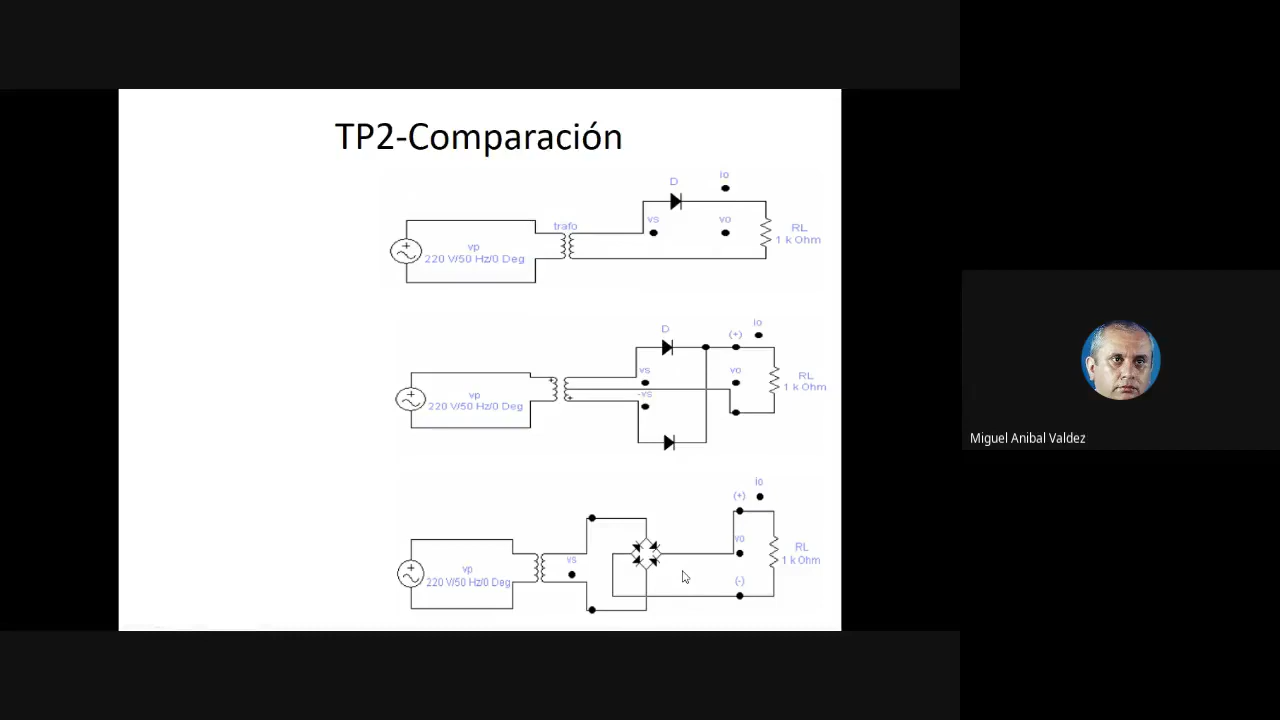 TP2-Comparación
io
D
vs
vo
trafo
RL
1 k Ohm
vp
220 V/50 Hz/0 Deg
io
D
(+)
vs
vo
-vs
RL
1 k Ohm
vp
220 V/50 Hz/0 Deg
io
(+)
vo
vs
RL
1 k Ohm
vp
220 V/50 Hz/0 Deg
(-)
Miguel Anibal Valdez